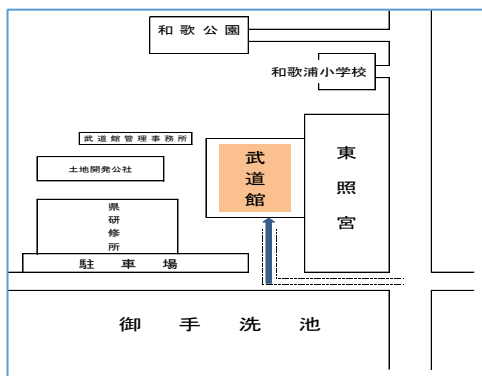 和歌公園
和歌浦小学校
武道館管理事務所
武道館
東照宮
土地開発公社
県研修所
駐車場
御手洗池